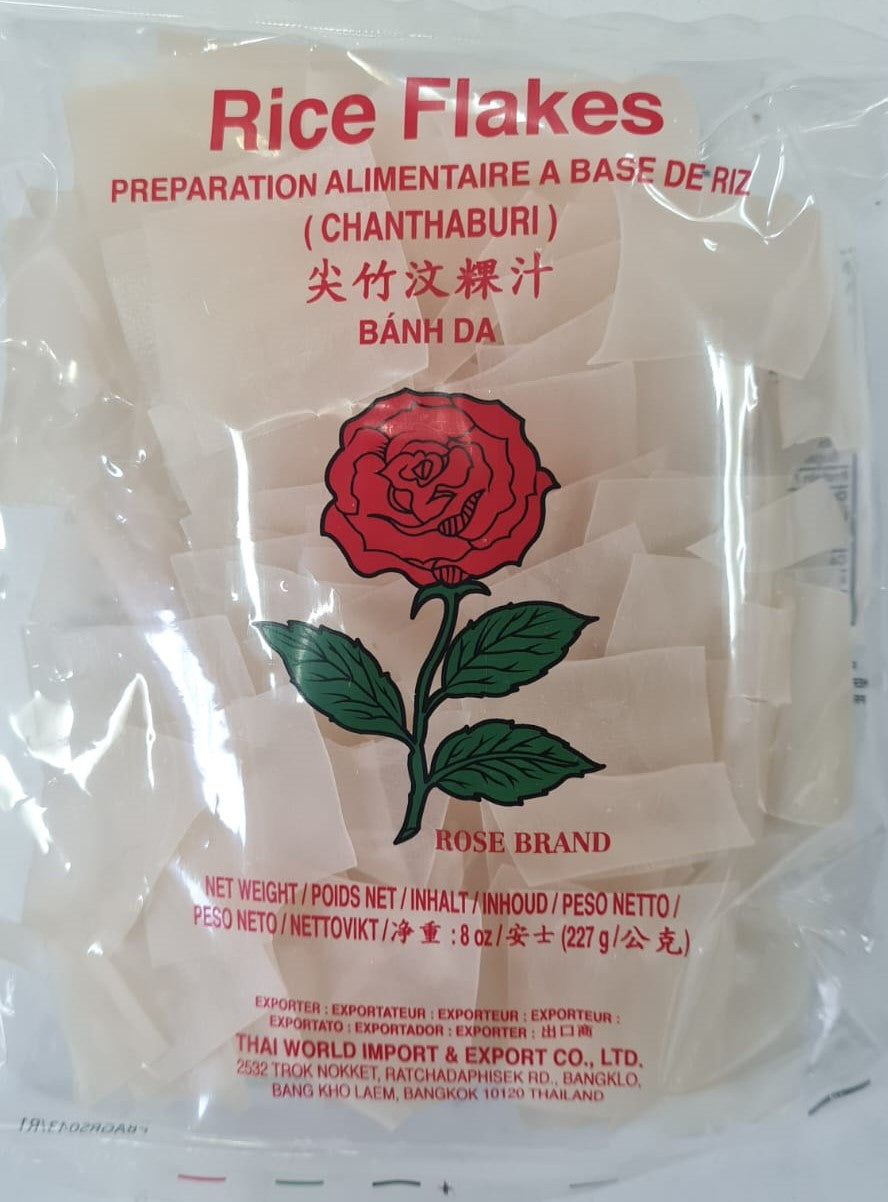 Rice Flakes
PREPARATION ALIMENTAIRE A BASE DE RIZ
( CHANTHABURI )
尖竹汶粿汁
BÁNH DA
ROSE BRAND
NET WEIGHT / POIDS NET / INHALT / INHOUD / PESO NETTO /
PESO NETO / NETTOVIKT / 净重 : 8 oz / 安士 (227 g / 公克)
EXPORTER : EXPORTATEUR : EXPORTEUR : EXPORTEUR :
EXPORTATO : EXPORTADOR : EXPORTER : 出口商
THAI WORLD IMPORT & EXPORT CO., LTD.
2532 TROK NOKKET, RATCHADAPHISEK RD., BANGKLO,
BANG KHO LAEM, BANGKOK 10120 THAILAND